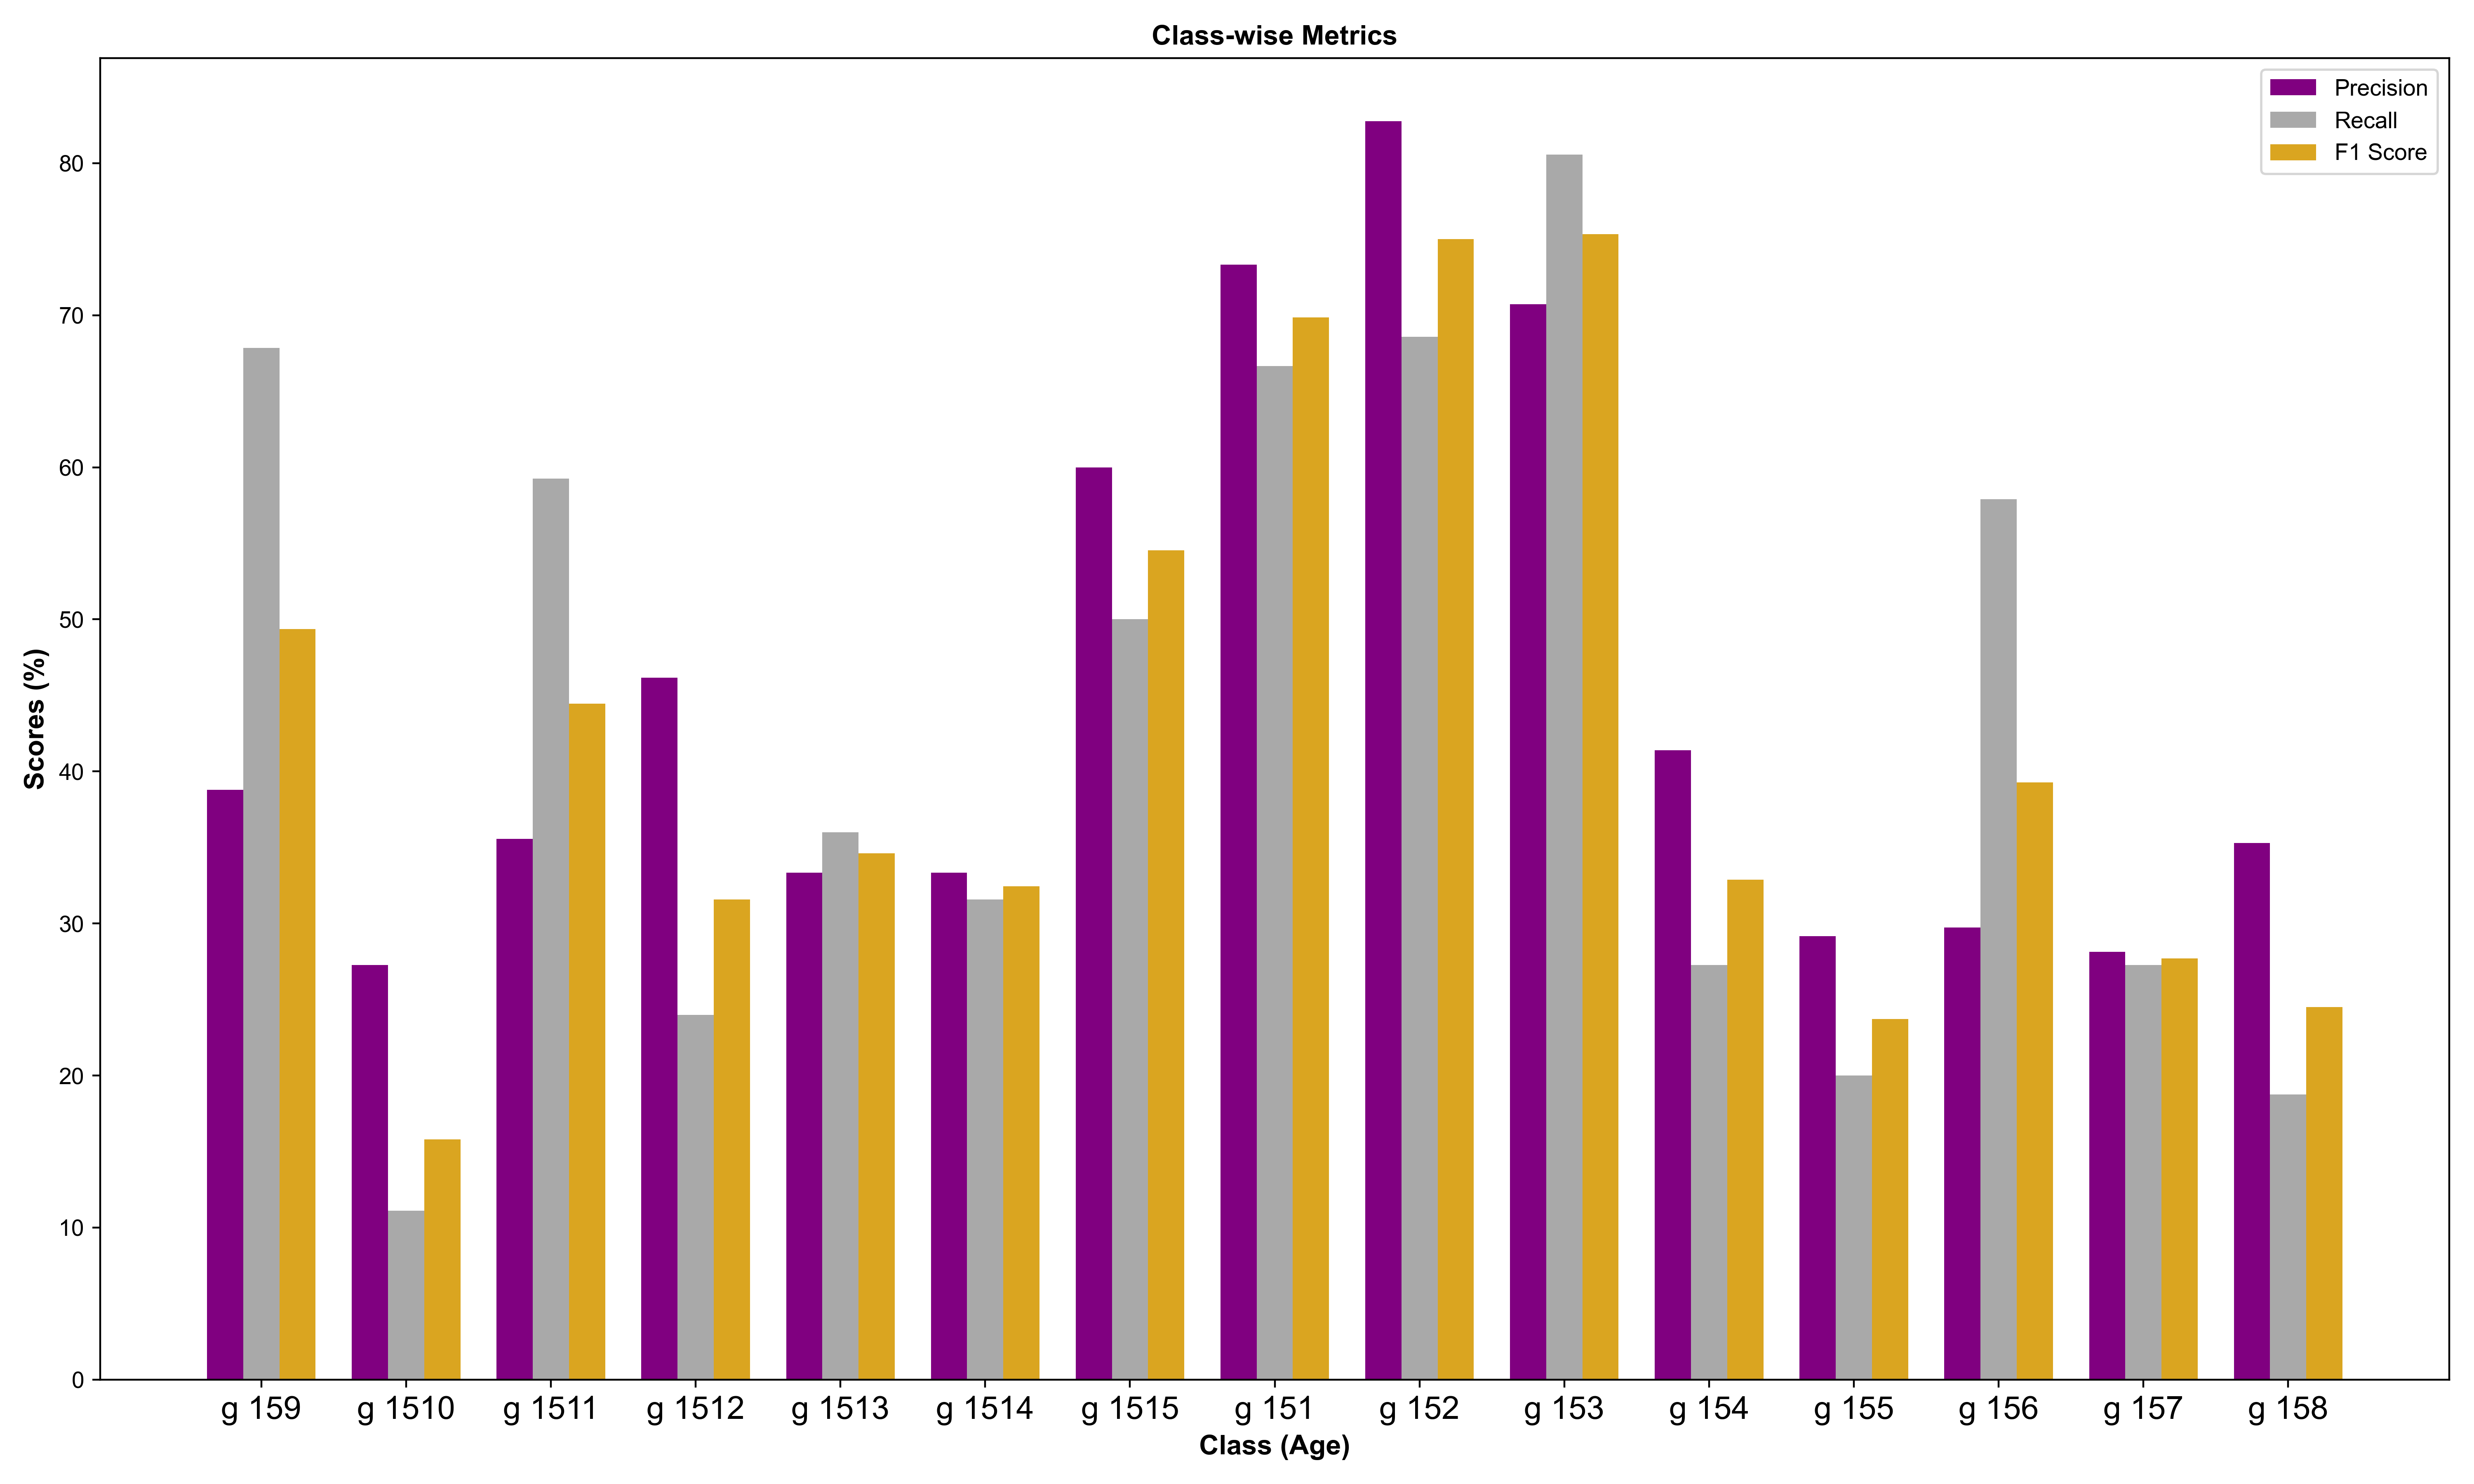 Class-wise Metrics
Precision
Recall
F1 Score
80
70
60
50
40
30
20
10
0
Scores (%)
g 159 g 1510 g 1511 g 1512 g 1513 g 1514 g 1515 g 151 g 152 g 153 g 154 g 155 g 156 g 157 g 158
Class (Age)